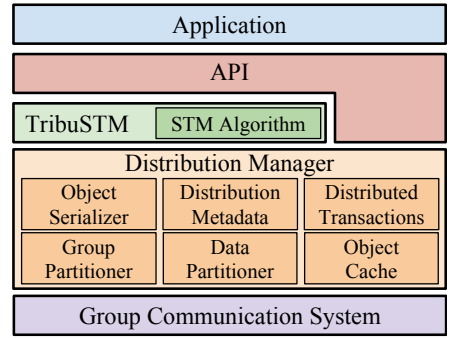 Application
API
TribuSTM
STM Algorithm
Distribution Manager
Object
Serializer
Distribution
Metadata
Distributed
Transactions
Group
Partitioner
Data
Partitioner
Object
Cache
Group Communication System